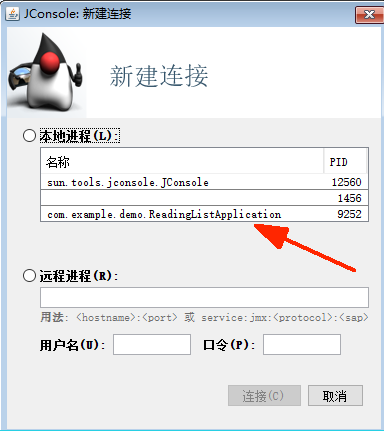 JConsole: 新建连接
新建连接
本地进程(L):
名称 PID
sun.tools.jconsole.JConsole 12560
1456
com.example.demo.ReadingListApplication 9252
远程进程(R):
用法: <hostname>:<port> 或 service:jmx:<protocol>:<sap>
用户名(U): 口令(P):
连接(C) 取消